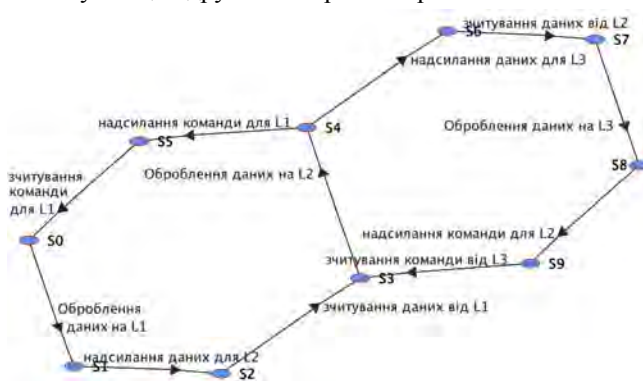 зчитування даних від L2
S6
S7
надсилання даних для L3
надсилання команди для L1
S4
S5
Оброблення даних на L3
Оброблення даних на L2
S8
зчитування
команди
для L1
S0
надсилання команди для L2
зчитування команди від L3
S9
S3
Оброблення
даних на L1
зчитування даних від L1
надсилання даних для L2
S1
S2